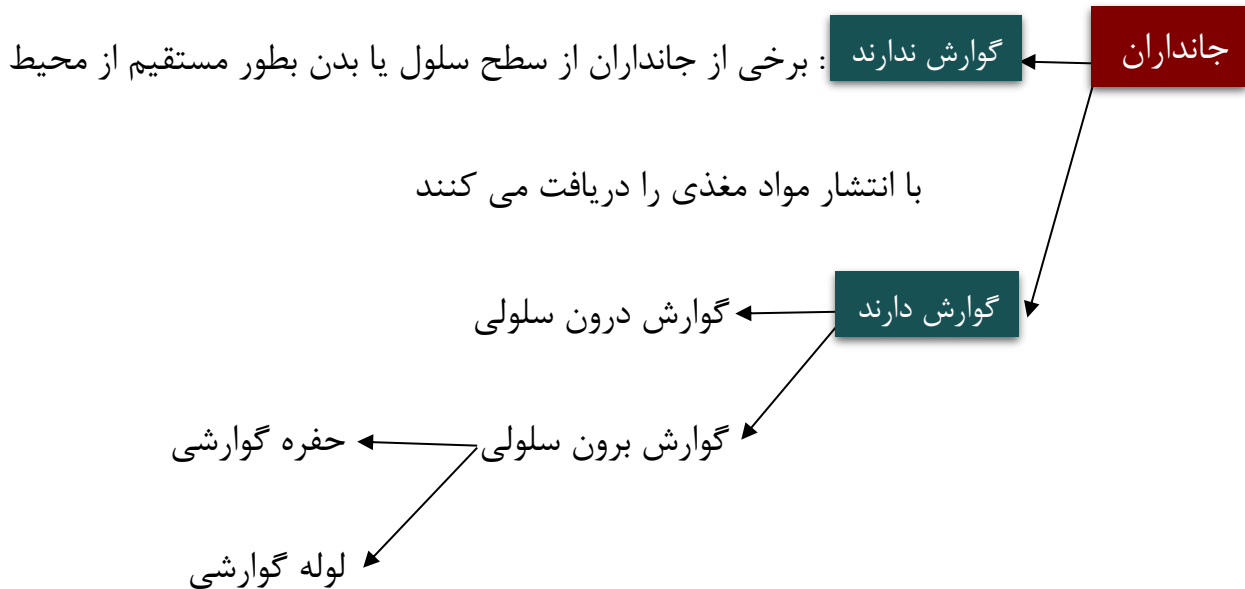 جانداران
گوارش ندارند : برخی از جانداران از سطح سلول یا بدن بطور مستقیم از محیط
با انتشار مواد مغذی را دریافت می کنند
گوارش دارند گوارش درون سلولی
گوارش برون سلولی حفره گوارشی
لوله گوارشی